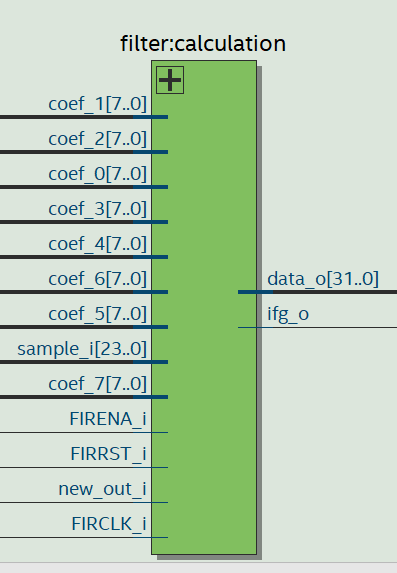 filter:calculation
coef_1[7..0]
coef_2[7..0]
coef_0[7..0]
coef_3[7..0]
coef_4[7..0]
coef_6[7..0]
data_o[31..0]
coef_5[7..0]
ifg_o
sample_i[23..0]
coef_7[7..0]
FIRENA_i
FIRRST_i
new_out_i
FIRCLK_i